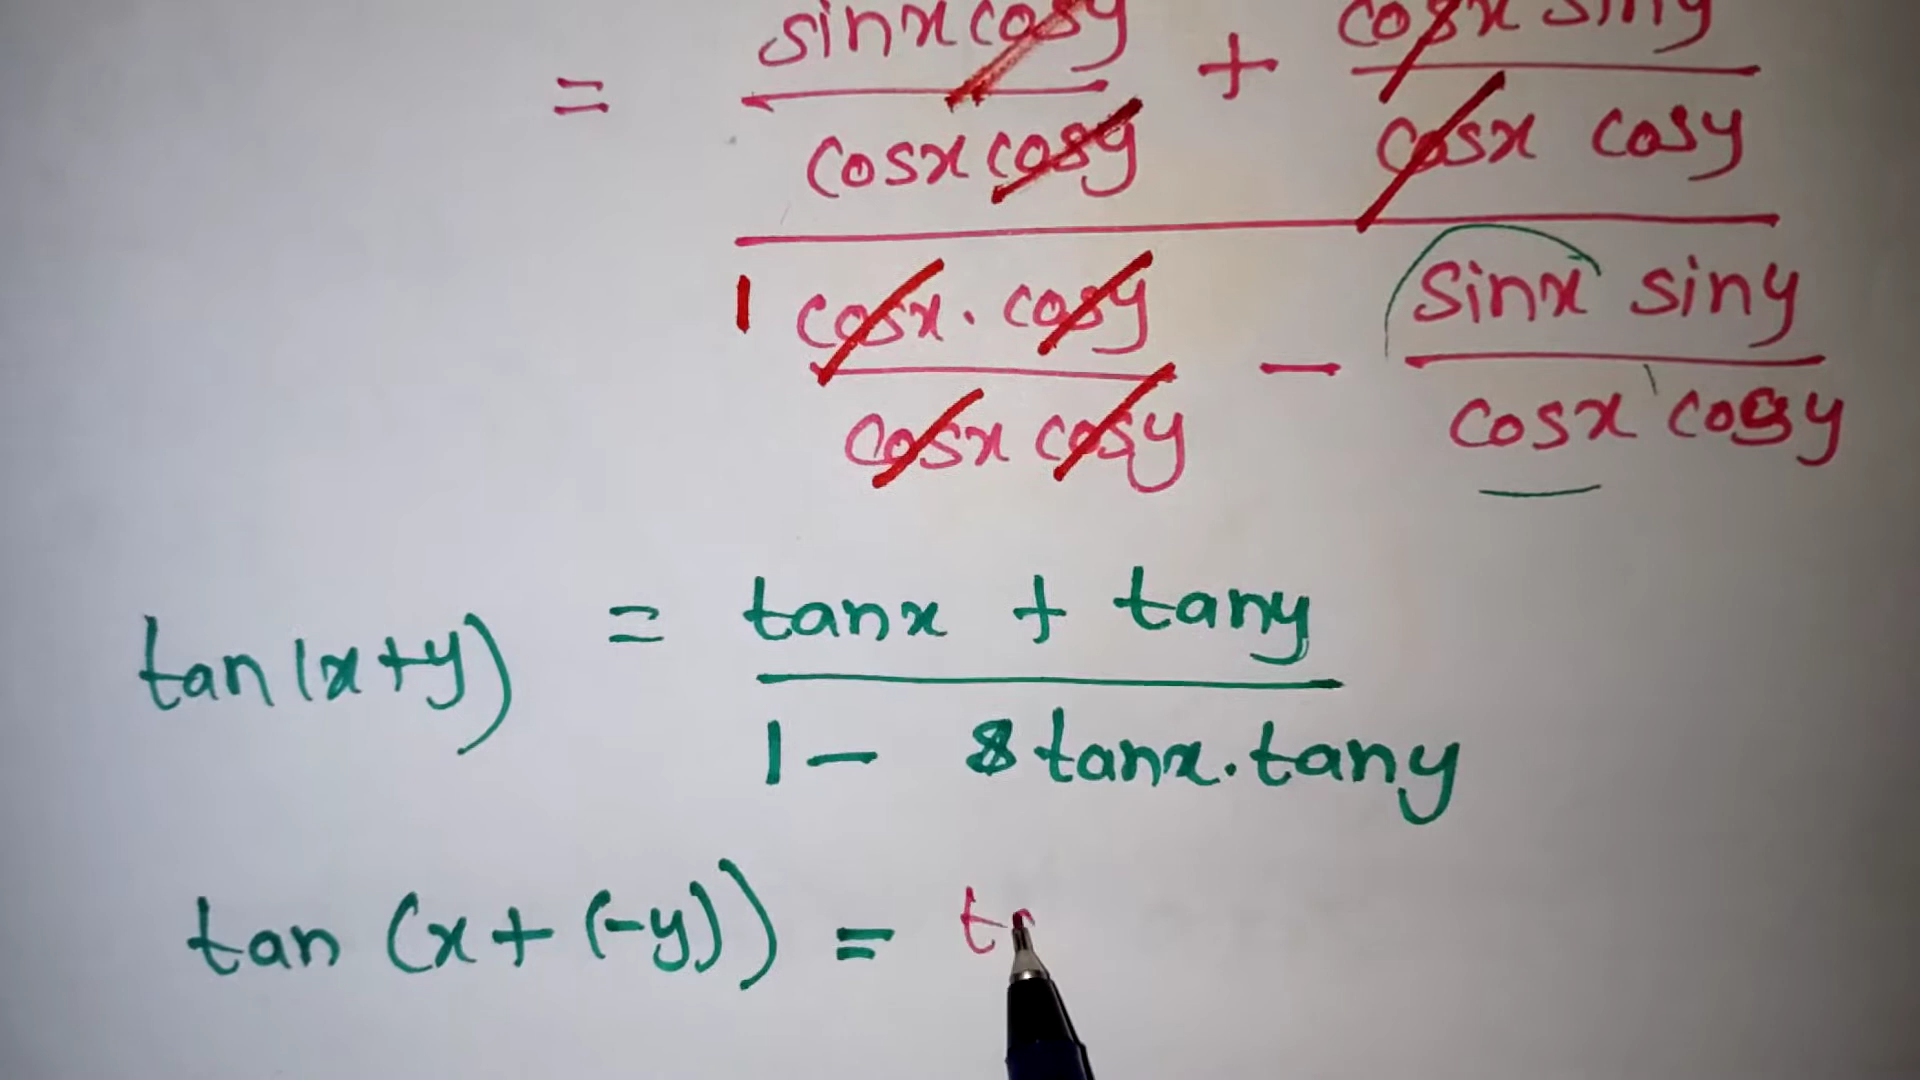 sinx cosy cosx siny
= +
cosx cosy cosx cosy
1 cosx . cosy sinx siny
-
cosx cosy cosx cosy
tan(x+y) = tanx + tany
1 - tanx . tany
tan (x+(-y)) = t